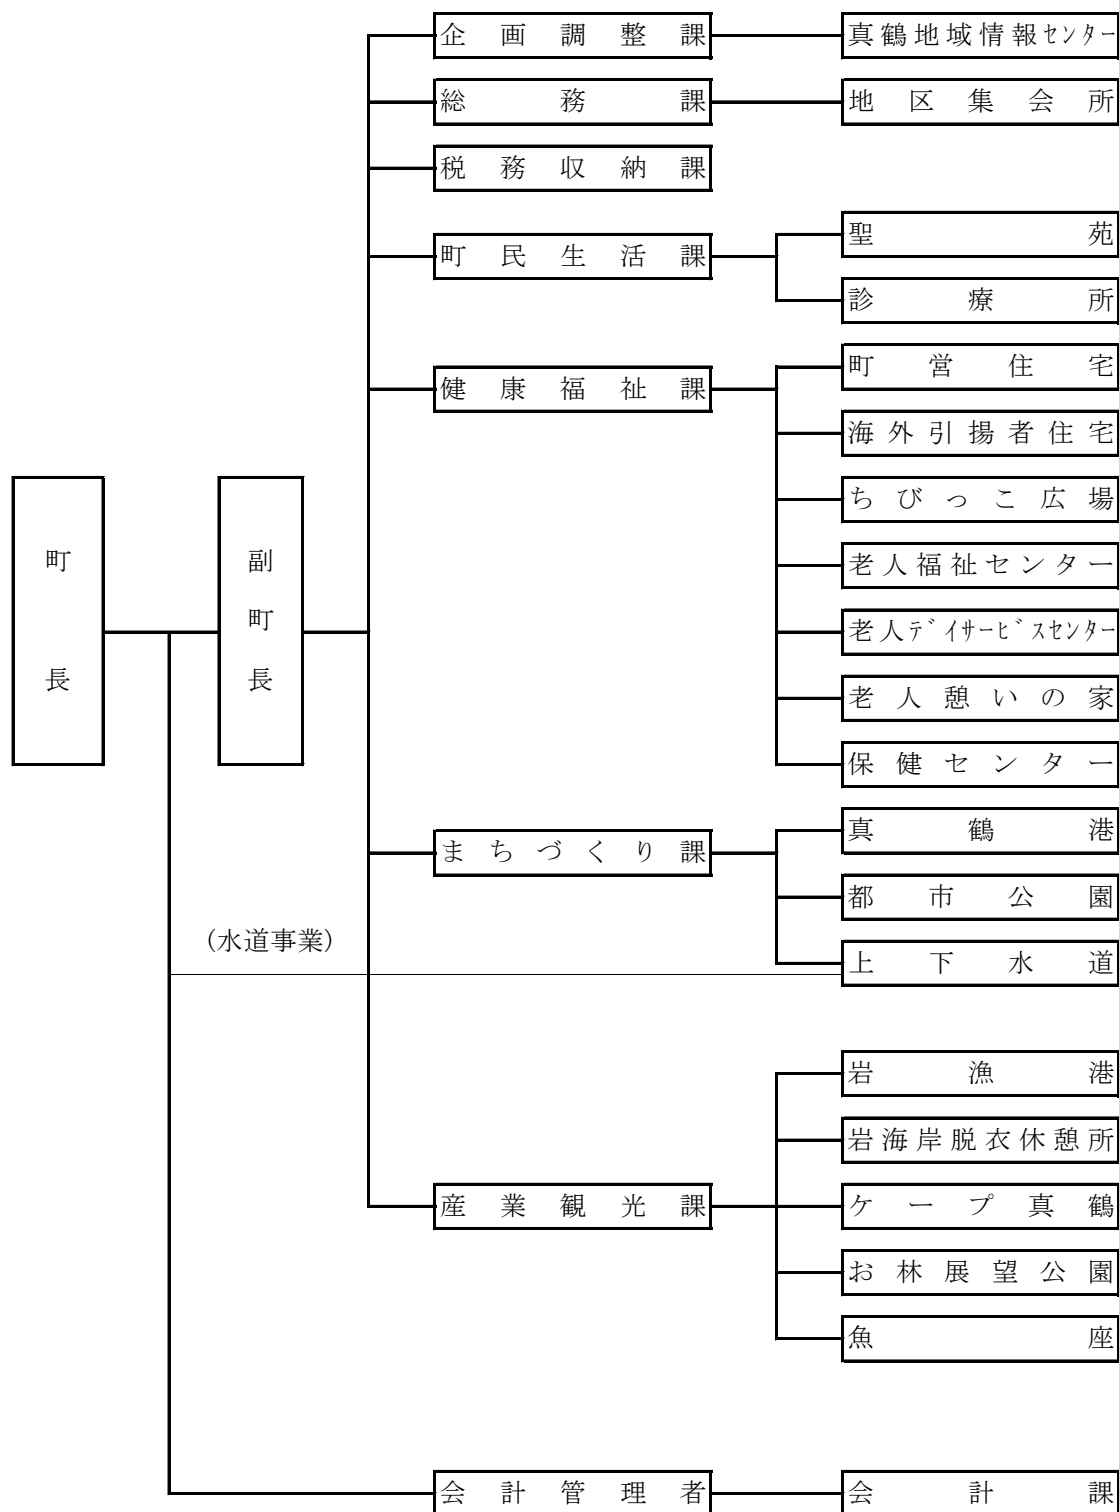 企画調整課
真鶴地域情報センター
総務課
地区集会所
税務収納課
町民生活課
聖苑
診療所
健康福祉課
町営住宅
海外引揚者住宅
ちびっこ広場
老人福祉センター
老人デイサービスセンター
老人憩いの家
保健センター
町長
副町長
まちづくり課
真鶴港
都市公園
上下水道
(水道事業)
産業観光課
岩漁港
岩海岸脱衣休憩所
ケープ真鶴
お林展望公園
魚座
会計管理者
会計課